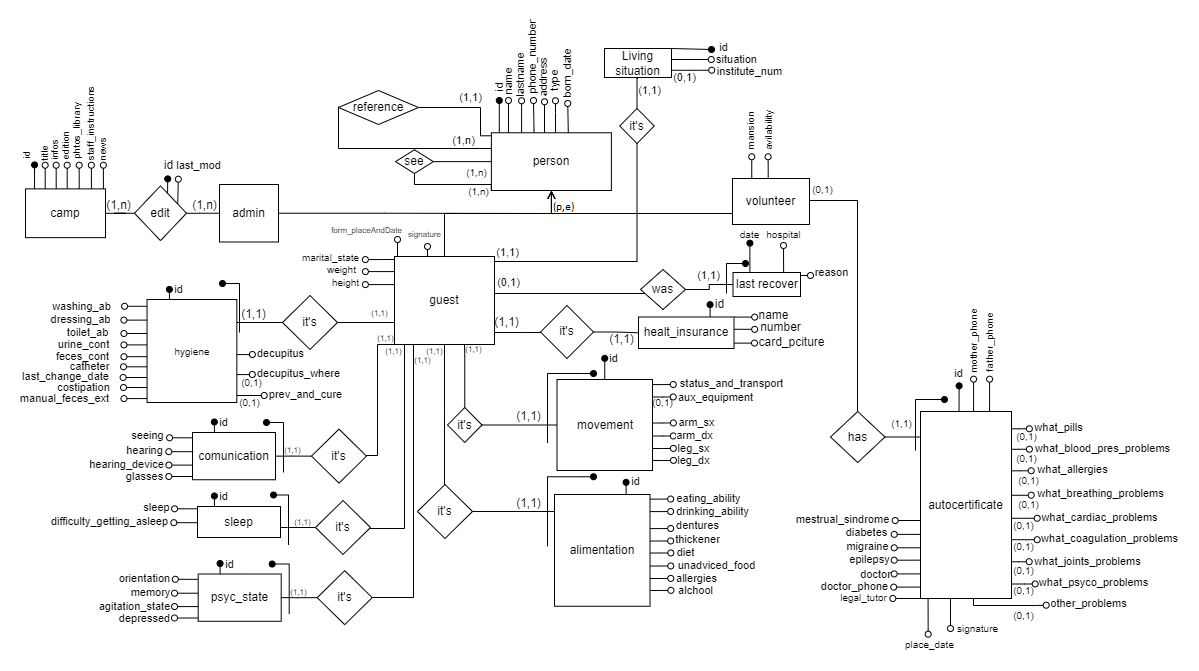 id
title
infos
edition
phtos_library
staff_instructions
news
camp
(1,n)
id
last_mod
edit
(1,n)
admin
reference
(1,1)
(1,n)
see
(1,n)
(1,n)
id
name
lastname
phone_number
address
type
born_date
person
(p,e)
Living
situation
id
situation
institute_num
(0,1)
(1,1)
it's
mansion
avilability
volunteer
(0,1)
form_placeAndDate
signature
marital_state
weight
height
guest
(1,1)
(0,1)
(1,1)
was
(1,1)
date
hospital
last recover
reason
it's
(1,1)
id
healt_insurance
name
number
card_pciture
washing_ab
dressing_ab
toilet_ab
urine_cont
feces_cont
catheter
last_change_date
costipation
manual_feces_ext
id
hygiene
decupitus
decupitus_where
(0,1)
prev_and_cure
(0,1)
(1,1)
it's
(1,1)
(1,1)
(1,1)
(1,1)
(1,1)
(1,1)
seeing
hearing
hearing_device
glasses
id
comunication
(1,1)
it's
sleep
difficulty_getting_asleep
id
sleep
(1,1)
it's
orientation
memory
agitation_state
depressed
id
psyc_state
(1,1)
it's
it's
(1,1)
id
movement
status_and_transport
(0,1)
aux_equipment
arm_sx
arm_dx
leg_sx
leg_dx
it's
(1,1)
id
alimentation
eating_ability
drinking_ability
dentures
thickener
diet
unadviced_food
allergies
alchool
has
(1,1)
id
mother_phone
father_phone
autocertificate
what_pills
(0,1)
what_blood_pres_problems
(0,1)
what_allergies
(0,1)
what_breathing_problems
(0,1)
what_cardiac_problems
(0,1)
what_coagulation_problems
(0,1)
what_joints_problems
(0,1)
what_psyco_problems
(0,1)
other_problems
(0,1)
mestrual_sindrome
diabetes
migraine
epilepsy
doctor
doctor_phone
legal_tutor
place_date
signature